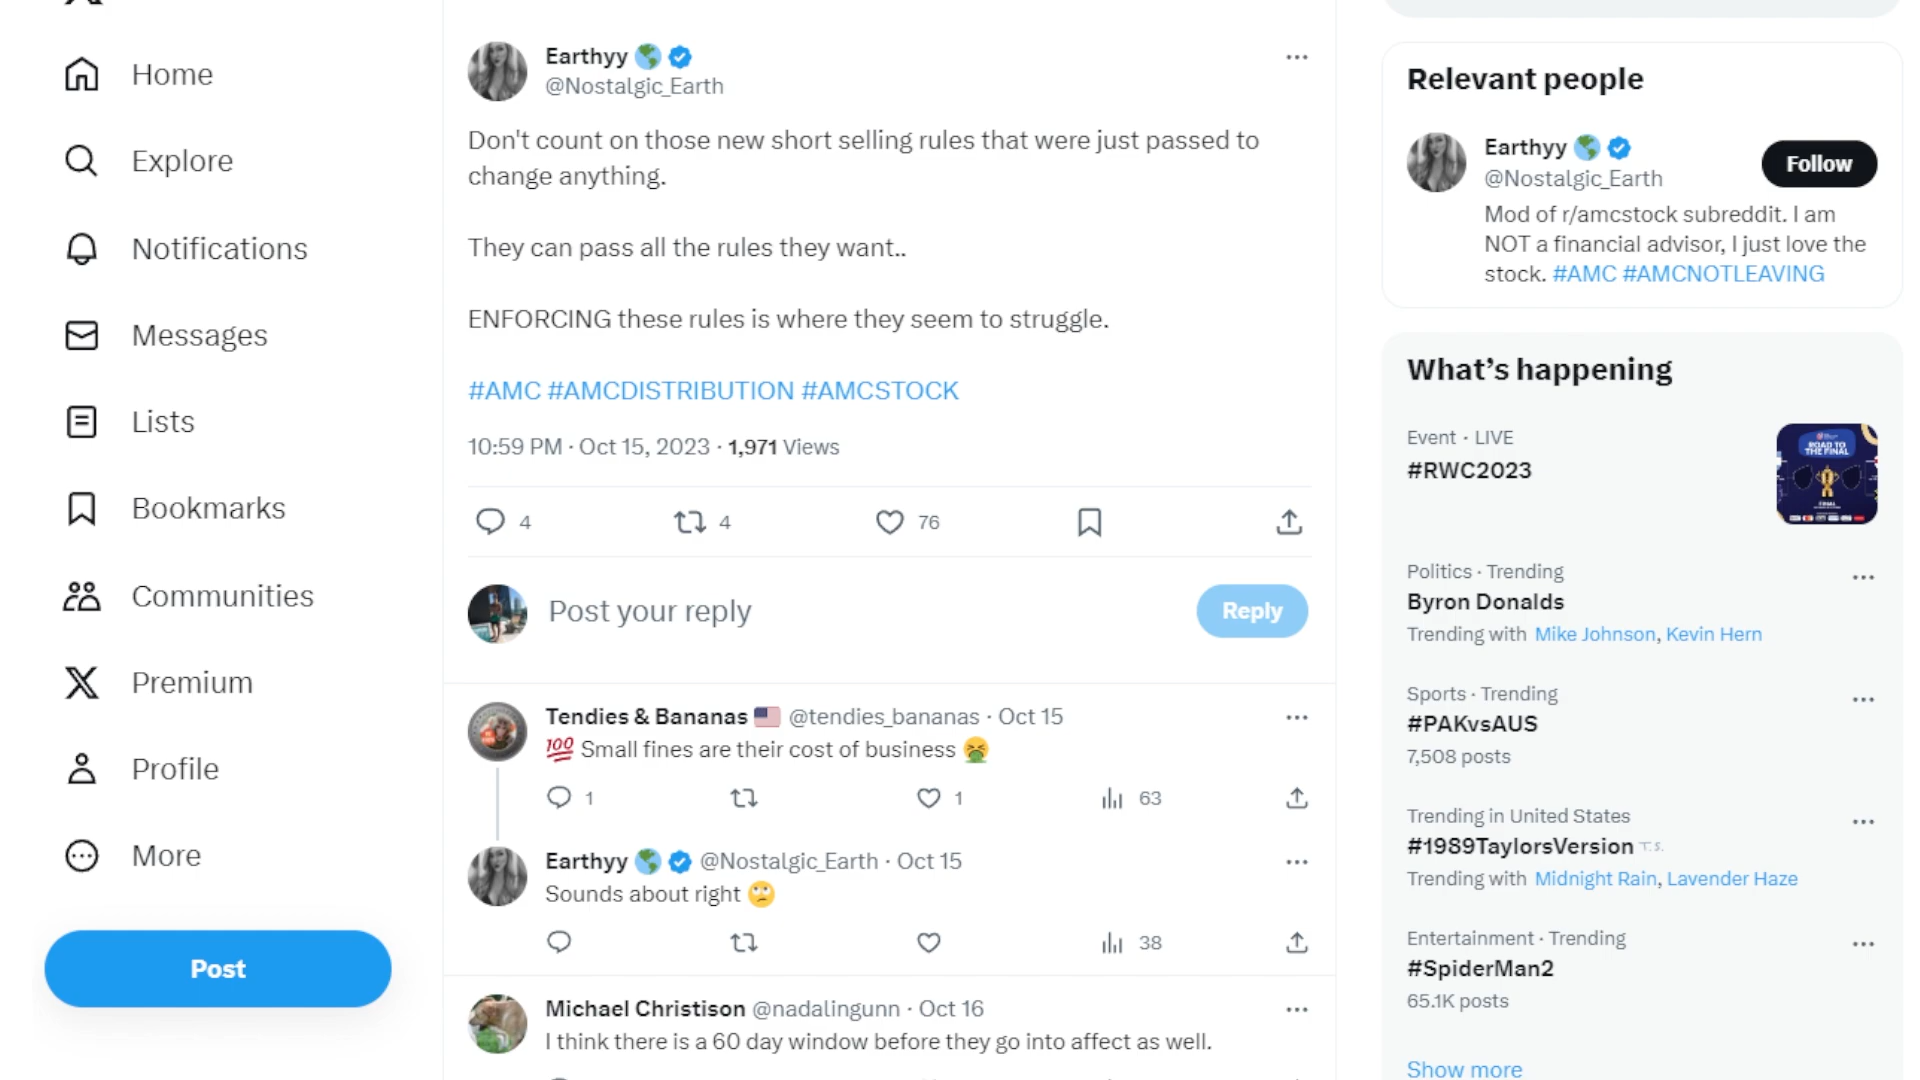 Home
Explore
Notifications
Messages
Lists
Bookmarks
Communities
Premium
Profile
More
Post
Earthyy
@Nostalgic_Earth
Don't count on those new short selling rules that were just passed to
change anything.
They can pass all the rules they want..
ENFORCING these rules is where they seem to struggle.
#AMC #AMCDISTRIBUTION #AMCSTOCK
10:59 PM · Oct 15, 2023 · 1,971 Views
4 4 76
Post your reply
Reply
Tendies & Bananas 🇺🇸 @tendies_bananas · Oct 15
💯 Small fines are their cost of business 🤮
1 1 63
Earthyy 🌎 @Nostalgic_Earth · Oct 15
Sounds about right 🙄
38
Michael Christison @nadalingunn · Oct 16
I think there is a 60 day window before they go into affect as well.
Relevant people
Earthyy
@Nostalgic_Earth
Follow
Mod of r/amcstock subreddit. I am
NOT a financial advisor, I just love the
stock. #AMC #AMCNOTLEAVING
What's happening
Event · LIVE
#RWC2023
ROAD TO
THE FINAL
Politics · Trending
Byron Donalds
Trending with Mike Johnson, Kevin Hern
Sports · Trending
#PAKvsAUS
7,508 posts
Trending in United States
#1989TaylorsVersion T.S.
Trending with Midnight Rain, Lavender Haze
Entertainment · Trending
#SpiderMan2
65.1K posts
Show more